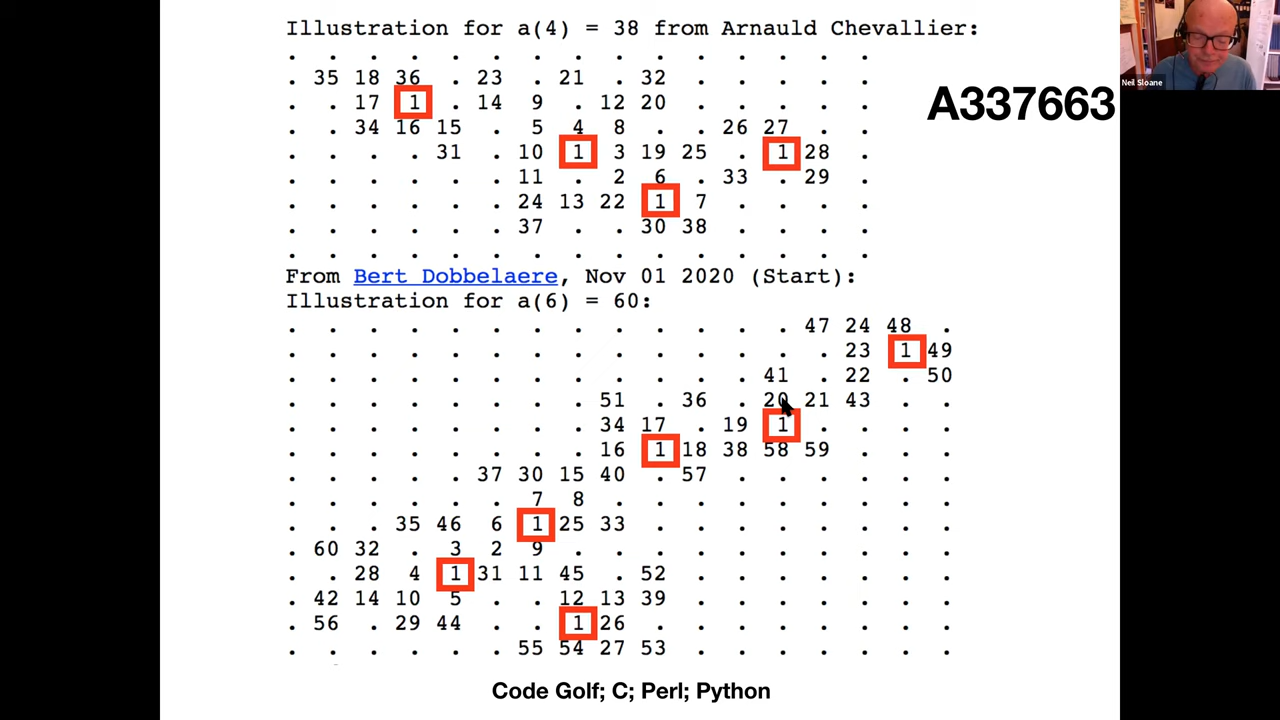 Illustration for a(4) = 38 from Arnauld Chevallier:
. . . . . . . . . . . . . . .
. 35 18 36 . 23 . 21 . 32 . . . . .
. . 17 1 . 14 9 . 12 20 . . . . .
. . 34 16 15 . 5 4 8 . . 26 27 . .
. . . . 31 . 10 1 3 19 25 . 1 28 .
. . . . . . 11 . 2 6 . 33 . 29 .
. . . . . . 24 13 22 1 7 . . . .
. . . . . . 37 . . 30 38 . . . .
. . . . . . . . . . . . . . .
From Bert Dobbelaere, Nov 01 2020 (Start):
Illustration for a(6) = 60:
. . . . . . . . . . . . . 47 24 48 .
. . . . . . . . . . . . . . 23 1 49
. . . . . . . . . . . . 41 . 22 . 50
. . . . . . . . 51 . 36 . 20 21 43 . .
. . . . . . . . 34 17 . 19 1 . . . .
. . . . . . . . 16 1 18 38 58 59 . . .
. . . . . 37 30 15 40 . 57 . . . . . .
. . . . . . 7 8 . . . . . . . . .
. . . 35 46 6 1 25 33 . . . . . . . .
. 60 32 . 3 2 9 . . . . . . . . . .
. . 28 4 1 31 11 45 . 52 . . . . . . .
. 42 14 10 5 . . 12 13 39 . . . . . . .
. 56 . 29 44 . . 1 26 . . . . . . . .
. . . . . . 55 54 27 53 . . . . . . .
Code Golf; C; Perl; Python
A337663
Neil Sloane